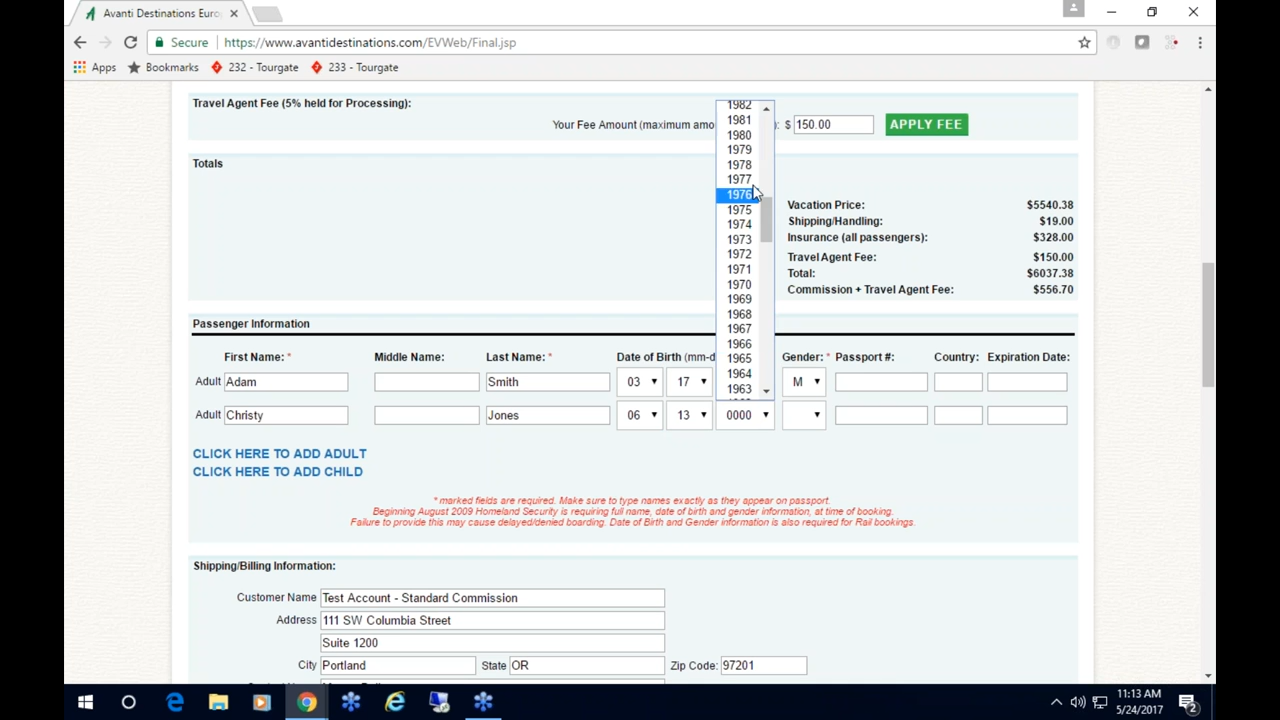 Avanti Destinations Euro
Secure https://www.avantidestinations.com/EVWeb/Final.jsp
Apps Bookmarks 232 - Tourgate 233 - Tourgate
Travel Agent Fee (5% held for Processing):
Your Fee Amount (maximum amo ): $ 150.00 APPLY FEE
Totals
1982
1981
1980
1979
1978
1977
1976
1975
1974
1973
1972
1971
1970
1969
1968
1967
1966
1965
1964
1963
Vacation Price: $5540.38
Shipping/Handling: $19.00
Insurance (all passengers): $328.00
Travel Agent Fee: $150.00
Total: $6037.38
Commission + Travel Agent Fee: $556.70
Passenger Information
First Name: * Middle Name: Last Name: * Date of Birth (mm-d Gender: * Passport #: Country: Expiration Date:
Adult Adam Smith 03 17 M
Adult Christy Jones 06 13 0000
CLICK HERE TO ADD ADULT
CLICK HERE TO ADD CHILD
* marked fields are required. Make sure to type names exactly as they appear on passport.
Beginning August 2009 Homeland Security is requiring full name, date of birth and gender information, at time of booking.
Failure to provide this may cause delayed/denied boarding. Date of Birth and Gender information is also required for Rail bookings.
Shipping/Billing Information:
Customer Name Test Account - Standard Commission
Address 111 SW Columbia Street
Suite 1200
City Portland State OR Zip Code: 97201
11:13 AM
5/24/2017
2